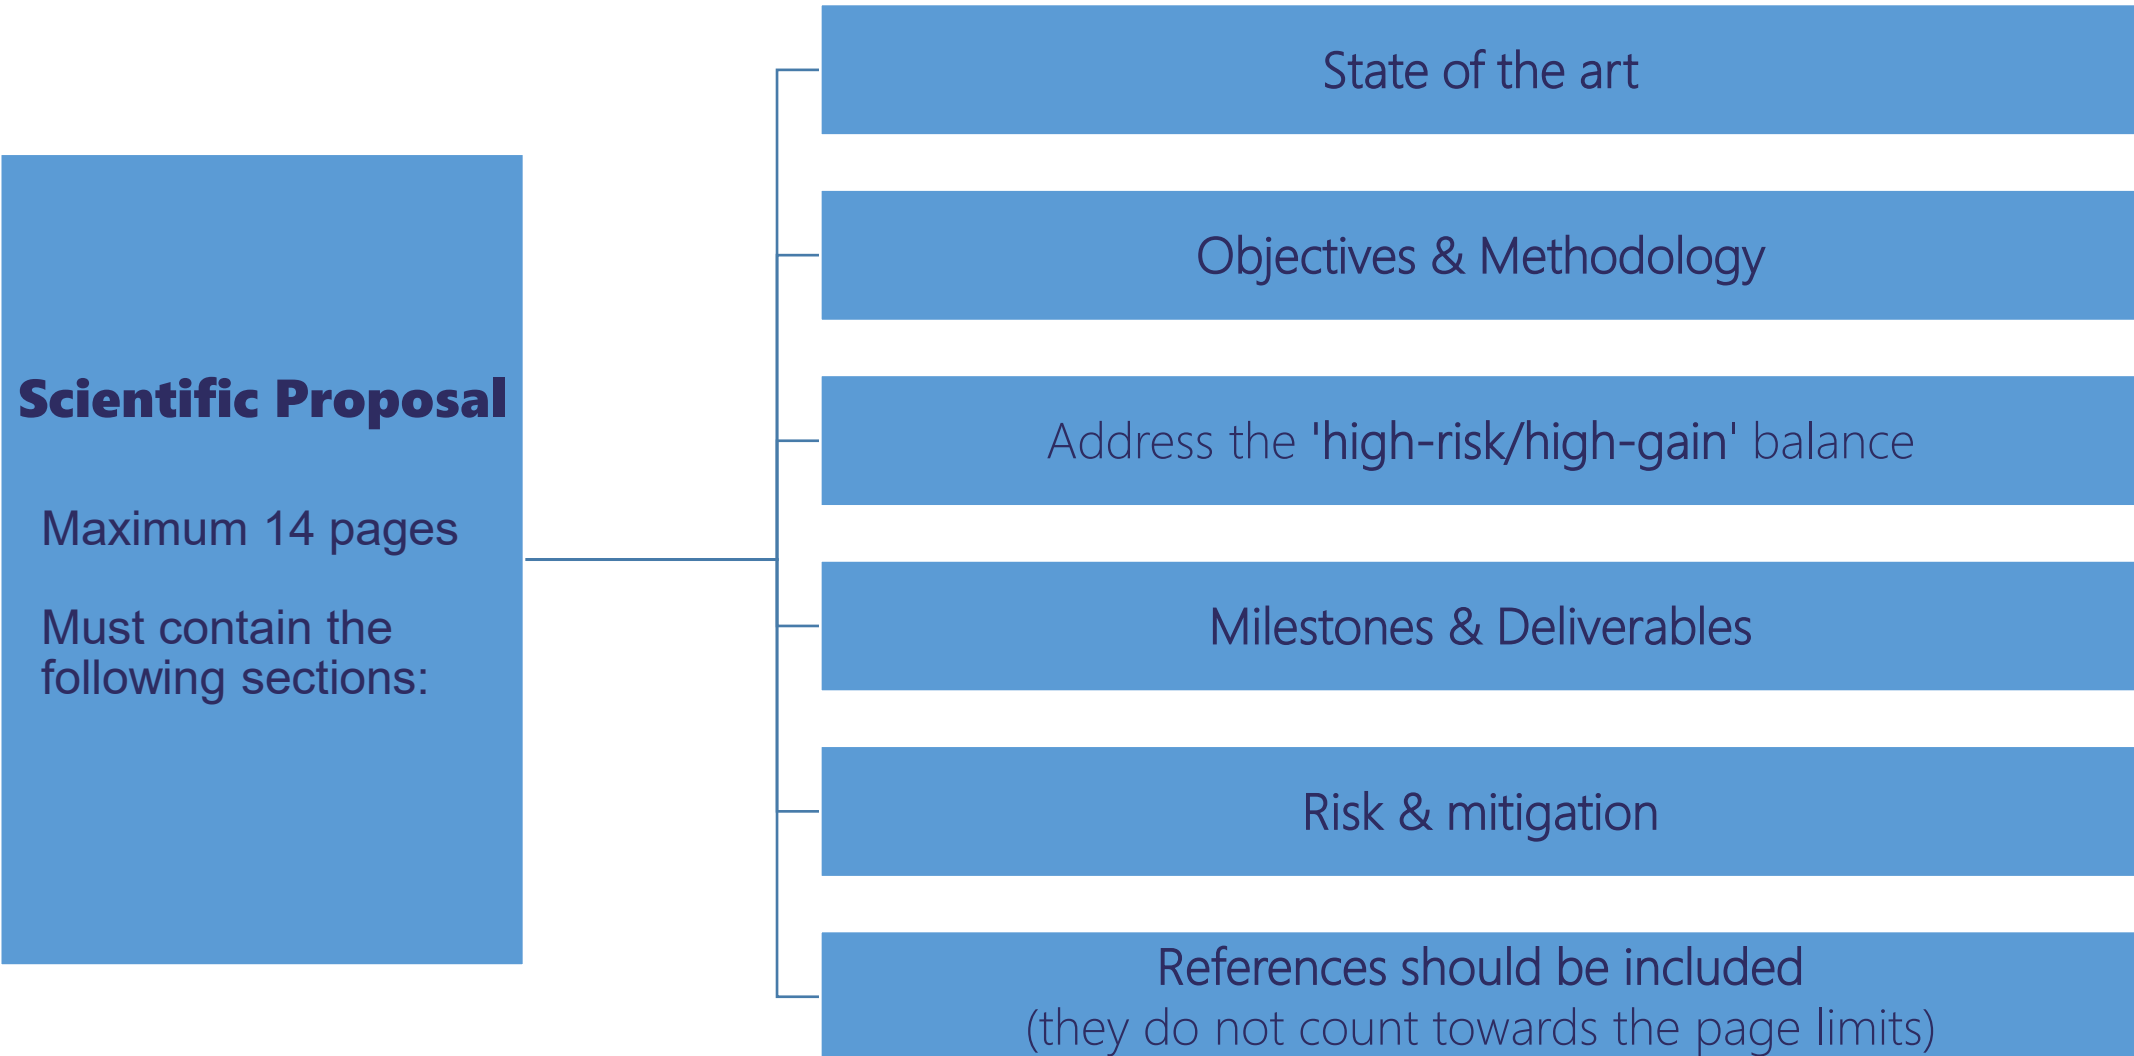 Scientific Proposal
Maximum 14 pages
Must contain the
following sections:
State of the art
Objectives & Methodology
Address the 'high-risk/high-gain' balance
Milestones & Deliverables
Risk & mitigation
References should be included
(they do not count towards the page limits)